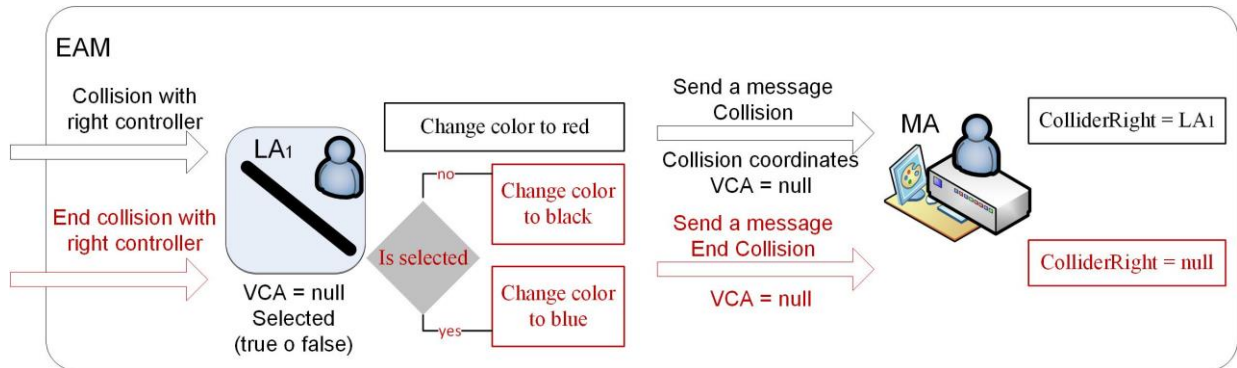 EAM
Collision with
right controller
End collision with
right controller
LA1
VCA = null
Selected
(true o false)
Change color to red
no
Change color
to black
Is selected
Change color
to blue
yes
Send a message
Collision
Collision coordinates
VCA = null
Send a message
End Collision
VCA = null
MA
ColliderRight = LA1
ColliderRight = null